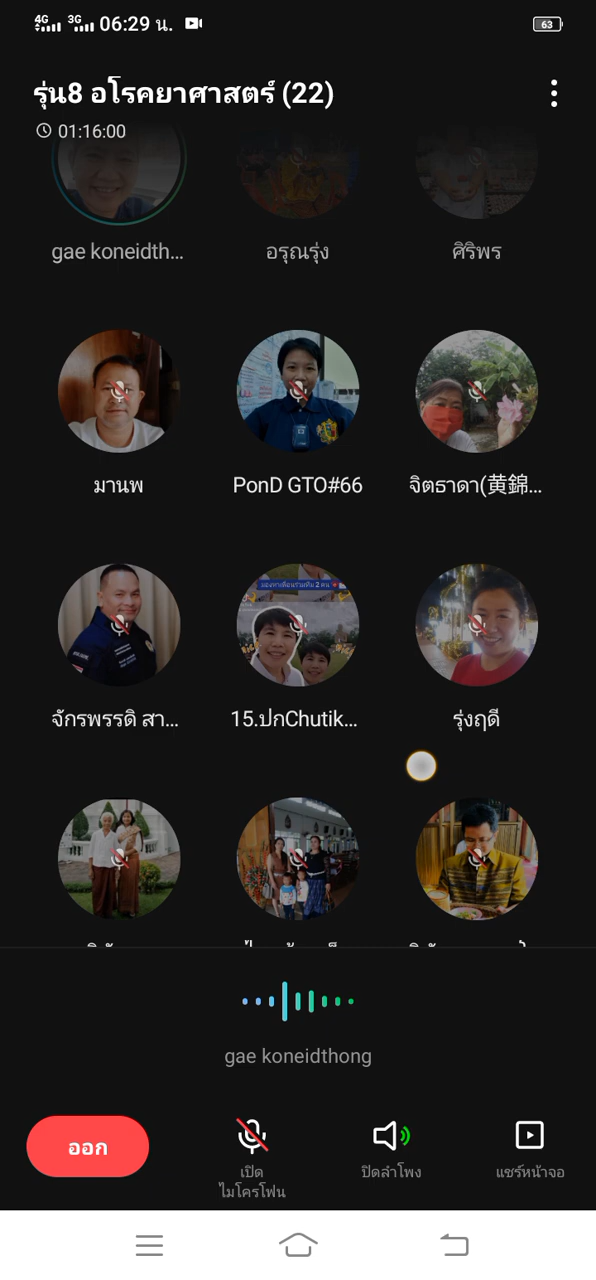 4G 3G 06:29 น. 63
รุ่น8 อโรคยาศาสตร์ (22)
01:16:00
gae koneidth... อรุณรุ่ง ศิริพร
มานพ PonD GTO#66 จิตธาดา(黄錦...
จักรพรรดิ สา... 15.ปกChutik... รุ่งฤดี
gae koneidthong
ออก
เปิด
ไมโครโฟน
ปิดลำโพง
แชร์หน้าจอ